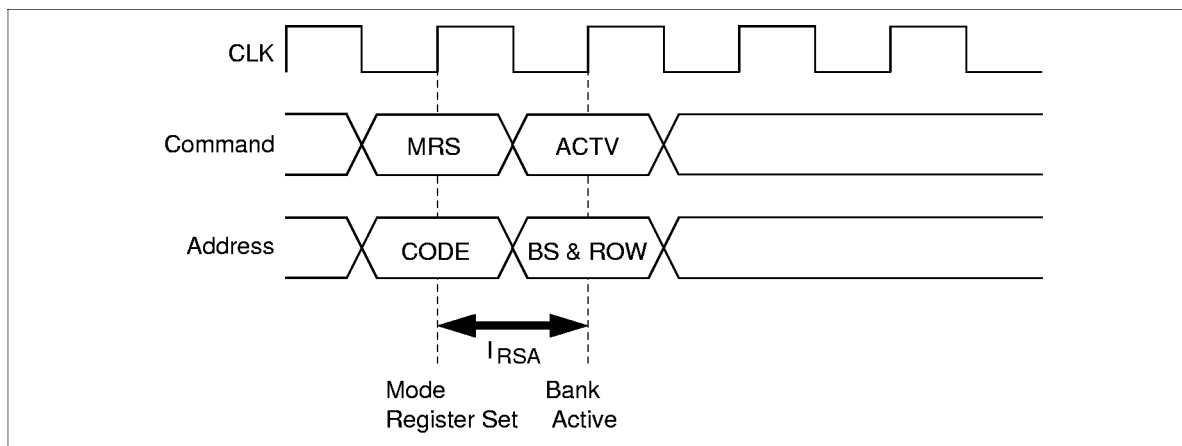 CLK
Command
MRS
ACTV
Address
CODE
BS & ROW
IRSA
Mode
Register Set
Bank
Active